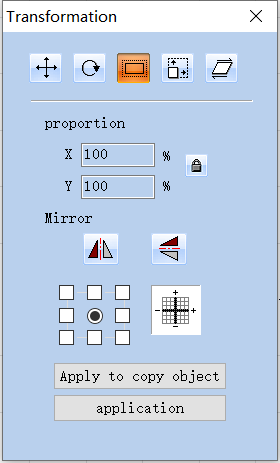 Transformation
proportion
X 100 %
Y 100 %
Mirror
Apply to copy object
application